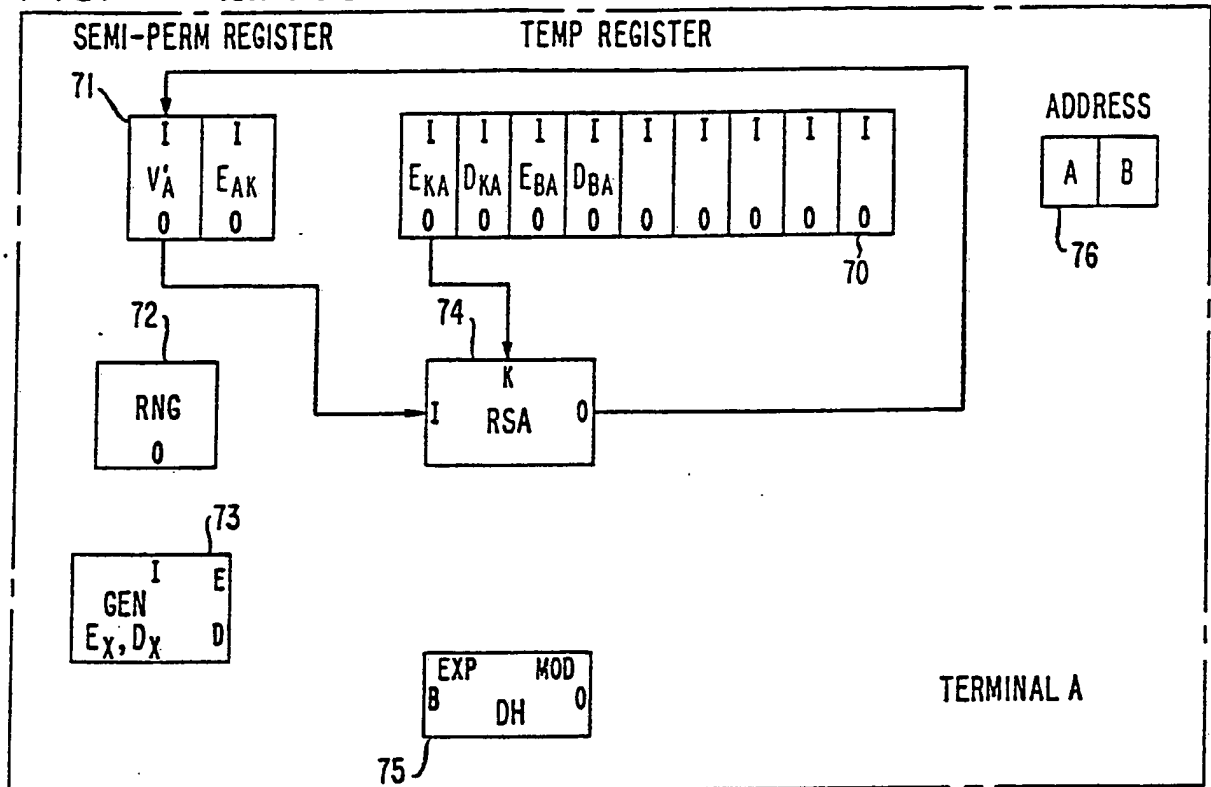 SEMI-PERM REGISTER TEMP REGISTER
71
ADDRESS
I I I 1 1 I I I I I I
V'A EAK EKA DKA EBA DBA A B
0 0 0 0 0 0 0 0 0 0 0
70 76
72 74
K
RNG I RSA 0
0
73
I E
GEN
EX, DX D
EXP MOD
B 0
DH
TERMINAL A
75